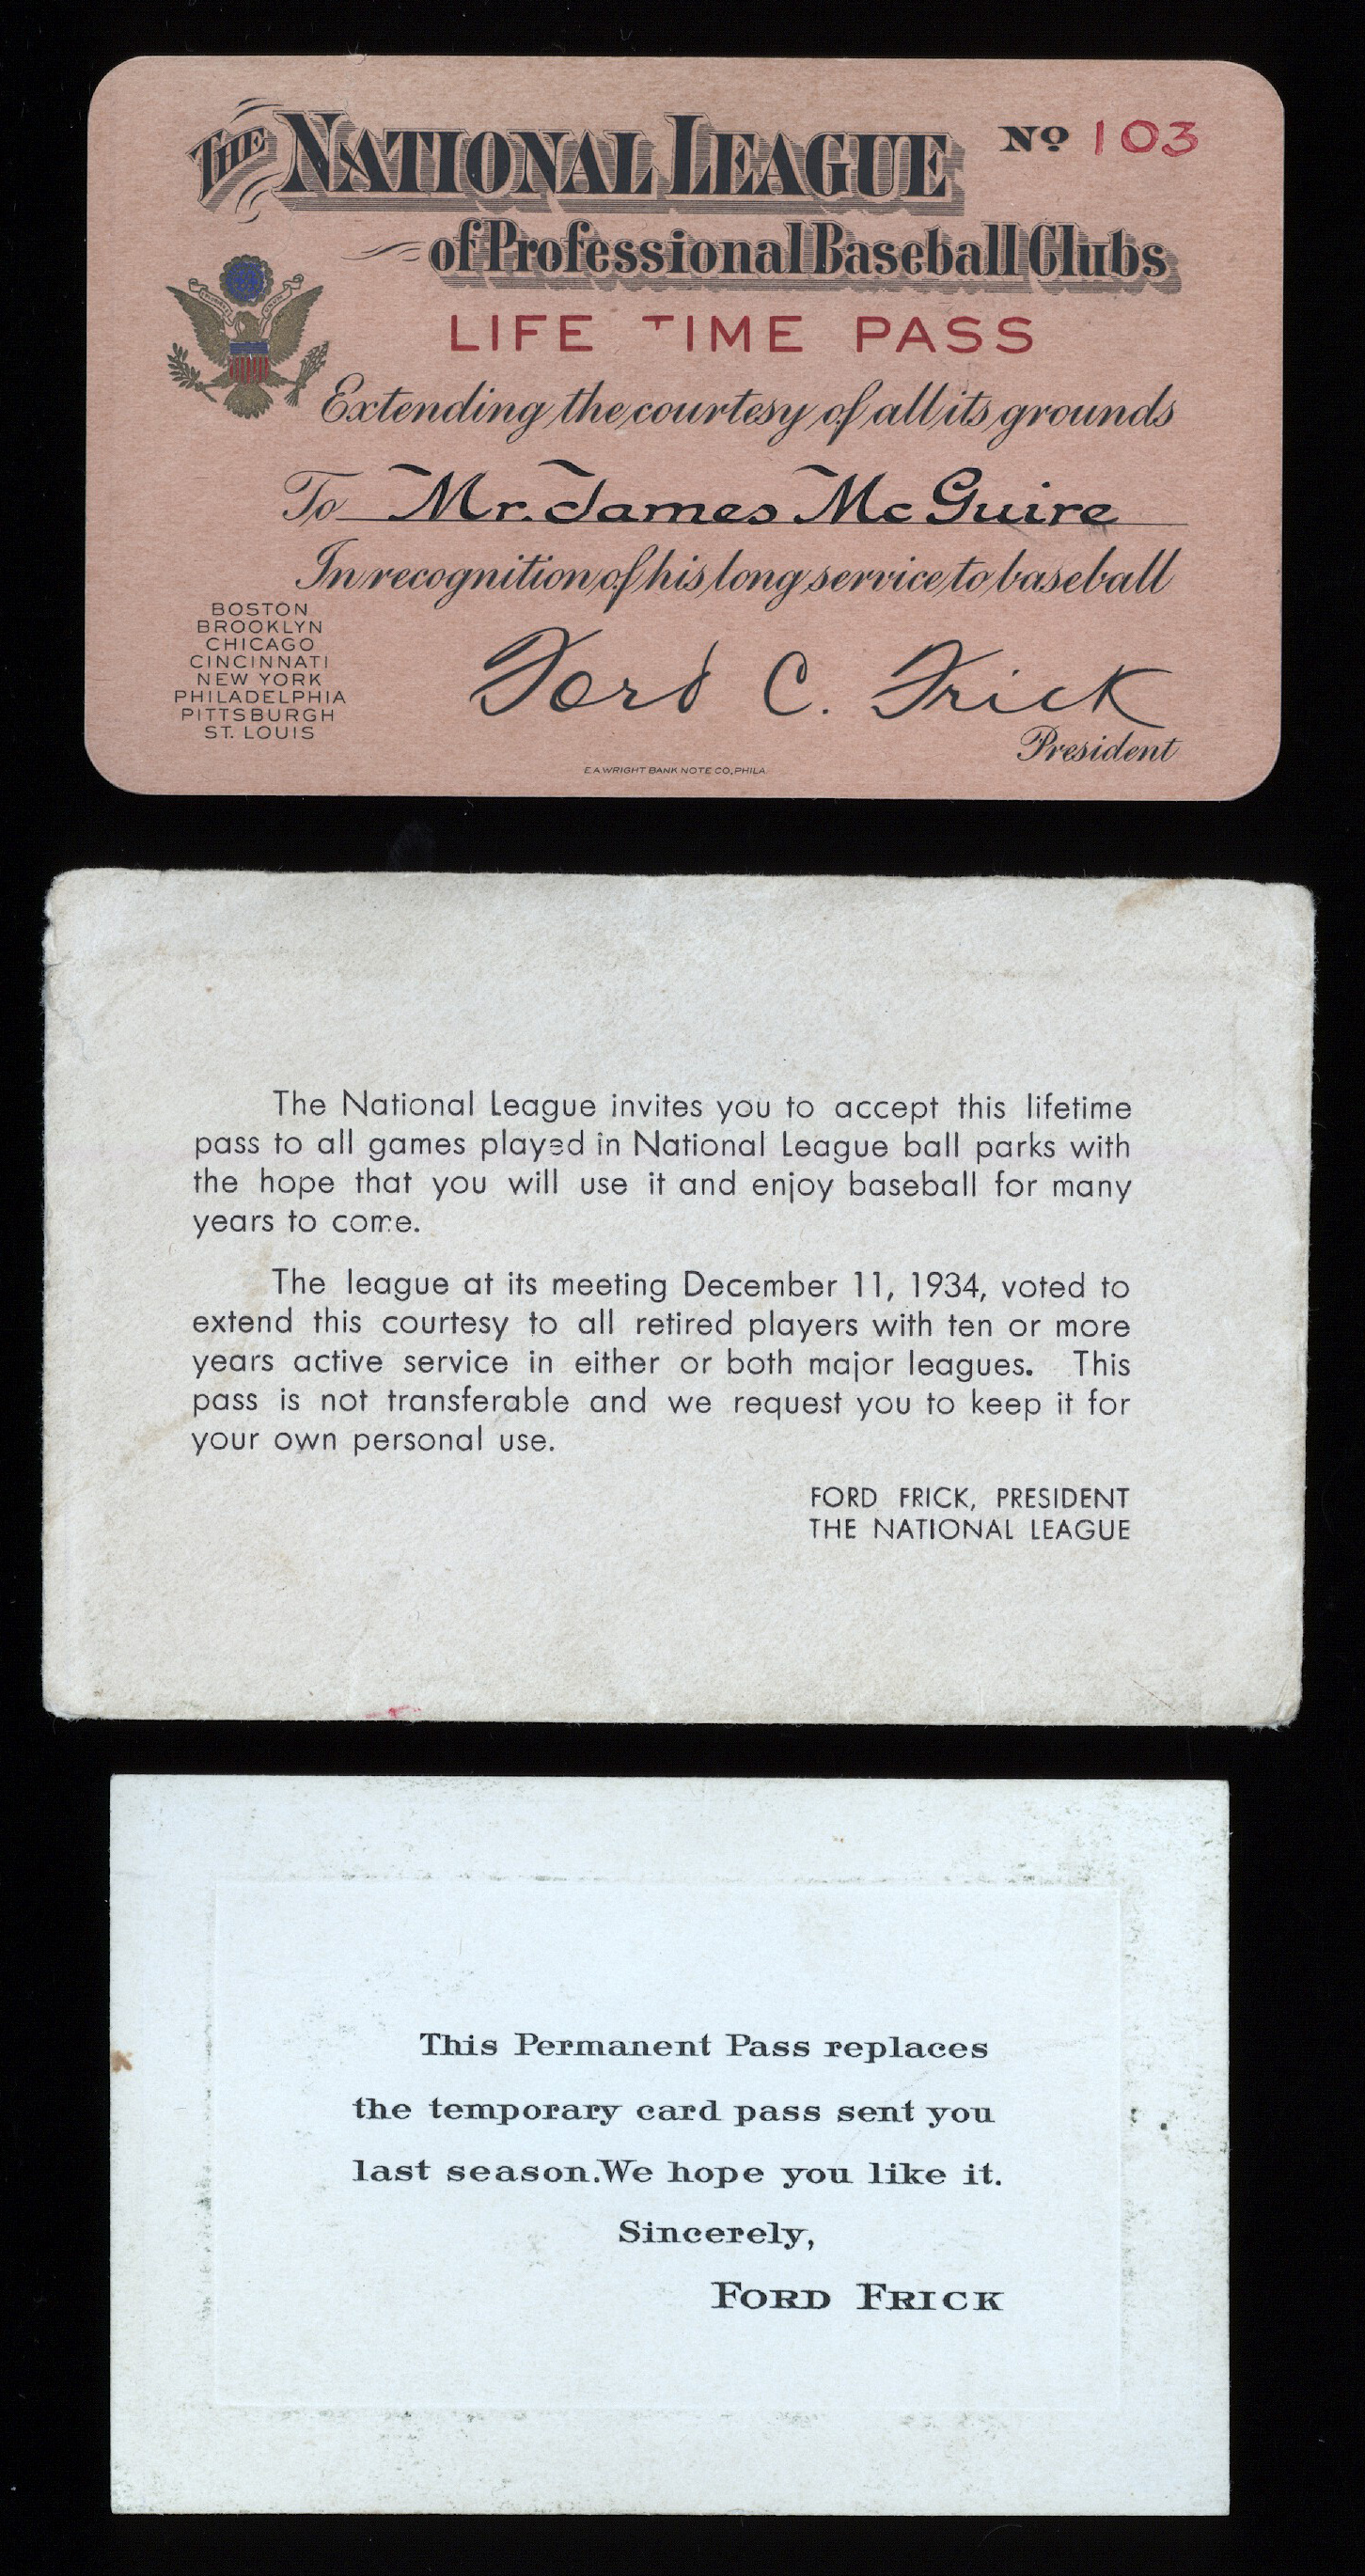 THE NATIONAL LEAGUE Nº 103
of Professional Baseball Clubs
LIFE TIME PASS
Extending the courtesy of all its grounds
To Mr. James McGuire
In recognition of his long service to baseball
BOSTON
BROOKLYN
CHICAGO
CINCINNATI
NEW YORK
PHILADELPHIA
PITTSBURGH
ST. LOUIS
Ford C. Frick
President
E.A.WRIGHT BANK NOTE CO., PHILA.
The National League invites you to accept this lifetime
pass to all games played in National League ball parks with
the hope that you will use it and enjoy baseball for many
years to come.
The league at its meeting December 11, 1934, voted to
extend this courtesy to all retired players with ten or more
years active service in either or both major leagues. This
pass is not transferable and we request you to keep it for
your own personal use.
FORD FRICK, PRESIDENT
THE NATIONAL LEAGUE
This Permanent Pass replaces
the temporary card pass sent you
last season.We hope you like it.
Sincerely,
FORD FRICK